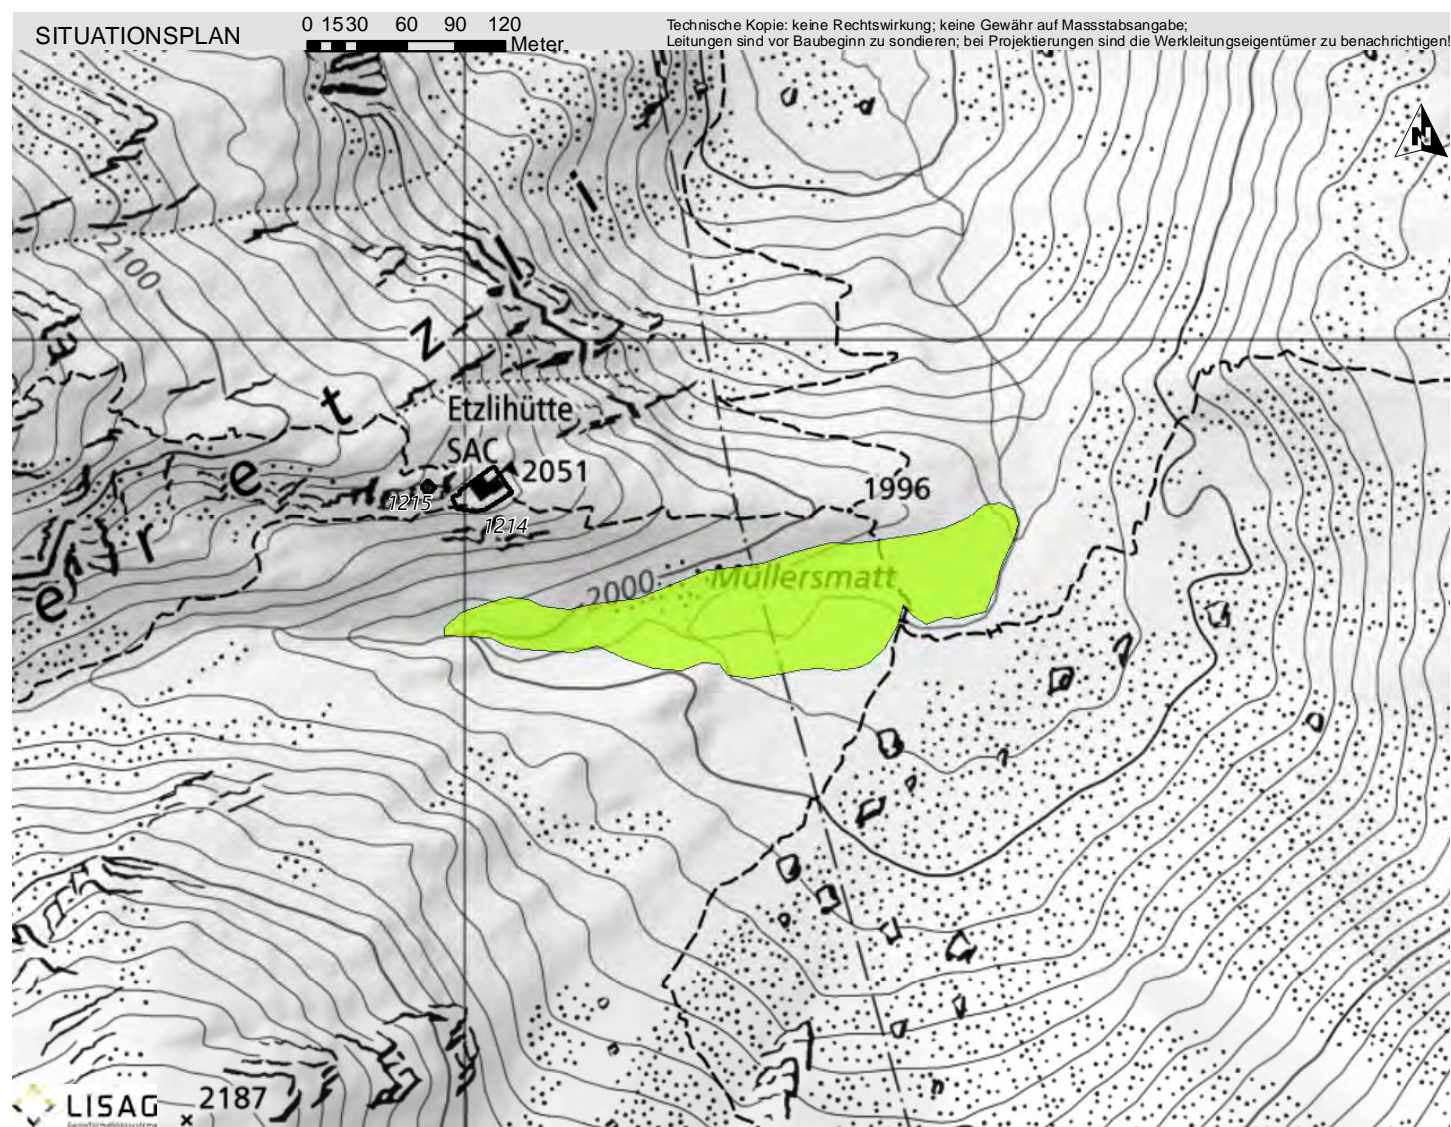 SITUATIONSPLAN
0 15 30 60 90 120
Meter
Technische Kopie: keine Rechtswirkung; keine Gewähr auf Massstabsangabe;
Leitungen sind vor Baubeginn zu sondieren; bei Projektierungen sind die Werkleitungseigentümer zu benachrichtigen!
N
2100
l
z
t
e
r
e
Etzlihütte
SAC
2051
1215
1214
1996
2000
Müllersmatt
2187
LISAG